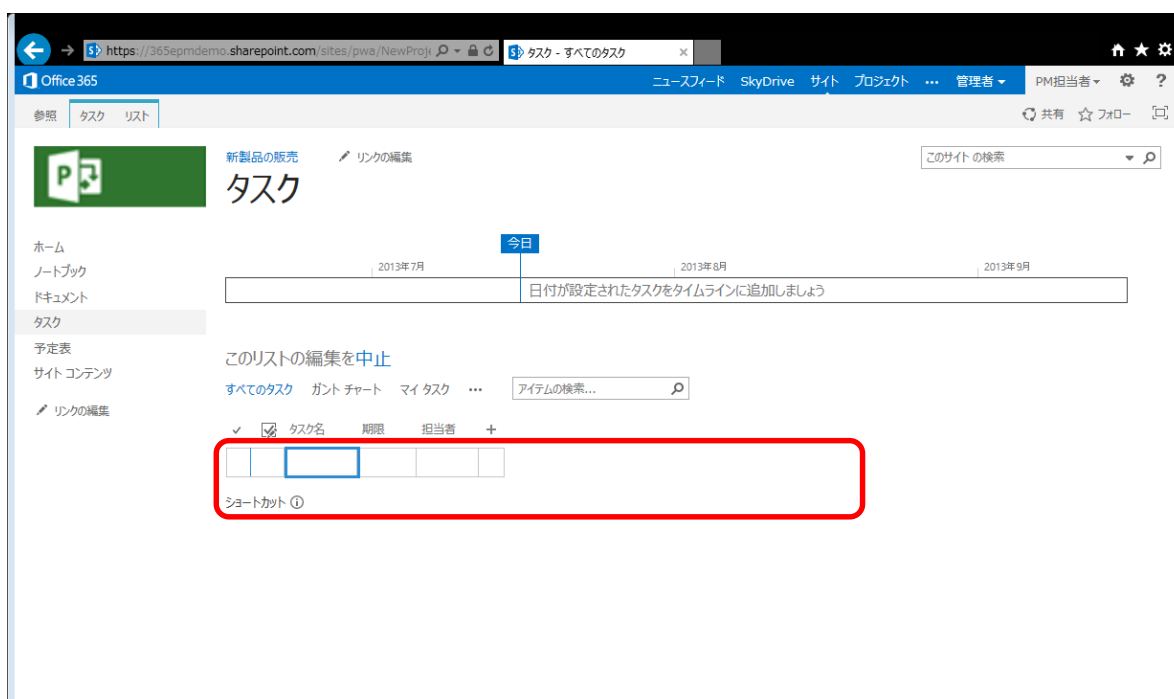 https://365epmdemo.sharepoint.com/sites/pwa/NewProje タスク - すべてのタスク
Office 365 ニュースフィード SkyDrive サイト プロジェクト ... 管理者 PM担当者 ?
参照 タスク リスト 共有 フォロー
新製品の販売 リンクの編集 このサイト の検索
タスク
ホーム
ノートブック
ドキュメント
タスク
予定表
サイト コンテンツ
リンクの編集
今日
2013年7月 2013年8月 2013年9月
日付が設定されたタスクをタイムラインに追加しましょう
このリストの編集を中止
すべてのタスク ガント チャート マイ タスク ... アイテムの検索...
タスク名 期限 担当者 +
ショートカット